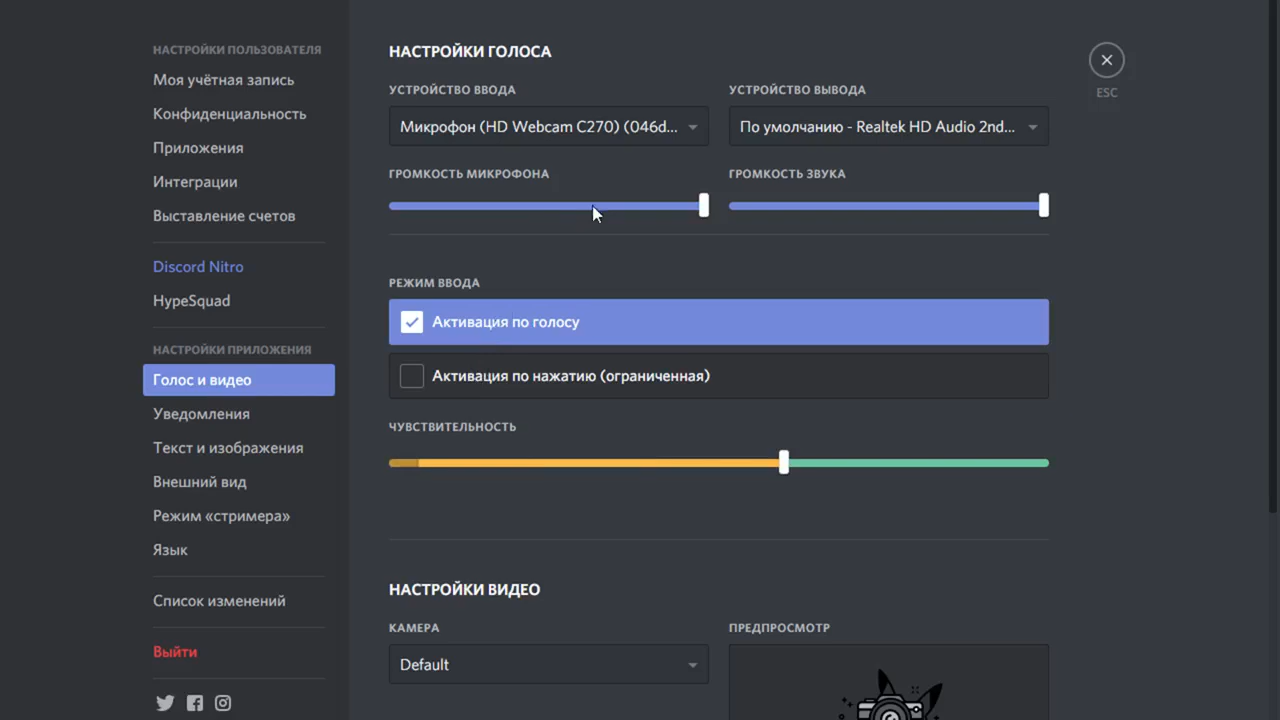 НАСТРОЙКИ ПОЛЬЗОВАТЕЛЯ
Моя учётная запись
Конфиденциальность
Приложения
Интеграции
Выставление счетов
Discord Nitro
HypeSquad
НАСТРОЙКИ ПРИЛОЖЕНИЯ
Голос и видео
Уведомления
Текст и изображения
Внешний вид
Режим «стримера»
Язык
Список изменений
Выйти
НАСТРОЙКИ ГОЛОСА
УСТРОЙСТВО ВВОДА
УСТРОЙСТВО ВЫВОДА
Микрофон (HD Webcam C270) (046d...
По умолчанию - Realtek HD Audio 2nd...
ГРОМКОСТЬ МИКРОФОНА
ГРОМКОСТЬ ЗВУКА
РЕЖИМ ВВОДА
Активация по голосу
Активация по нажатию (ограниченная)
ЧУВСТВИТЕЛЬНОСТЬ
НАСТРОЙКИ ВИДЕО
КАМЕРА
ПРЕДПРОСМОТР
Default
ESC